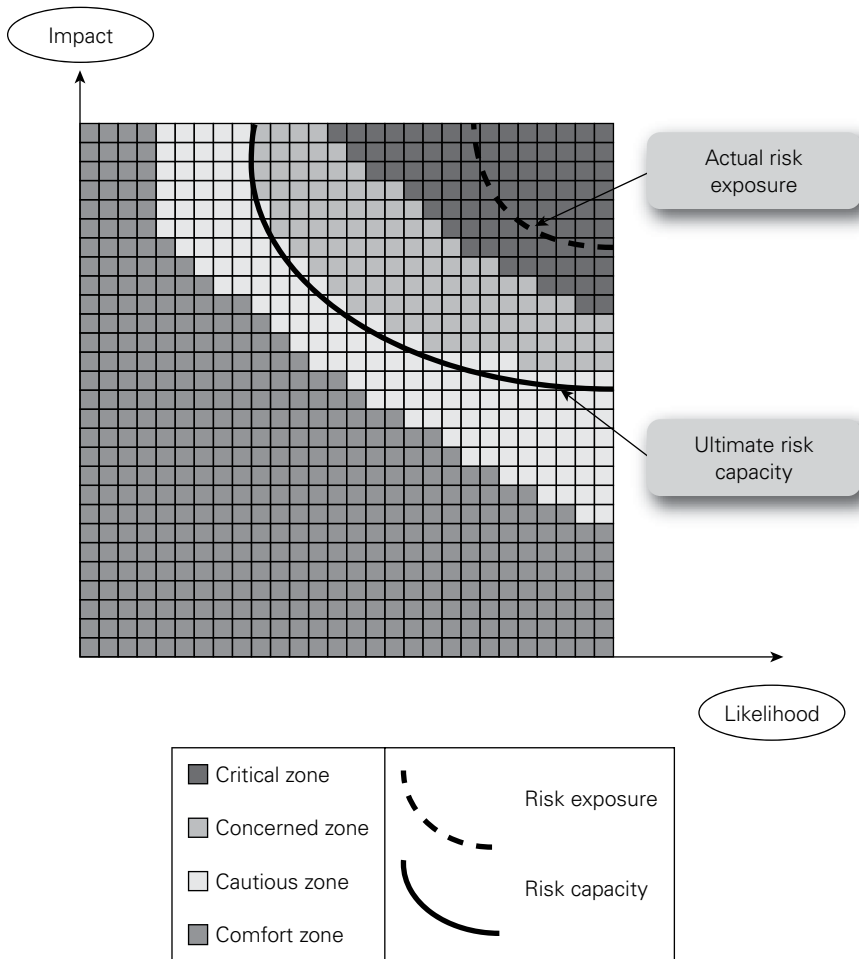 Impact
Actual risk
exposure
Ultimate risk
capacity
Likelihood
Critical zone
Concerned zone
Cautious zone
Comfort zone
Risk exposure
Risk capacity